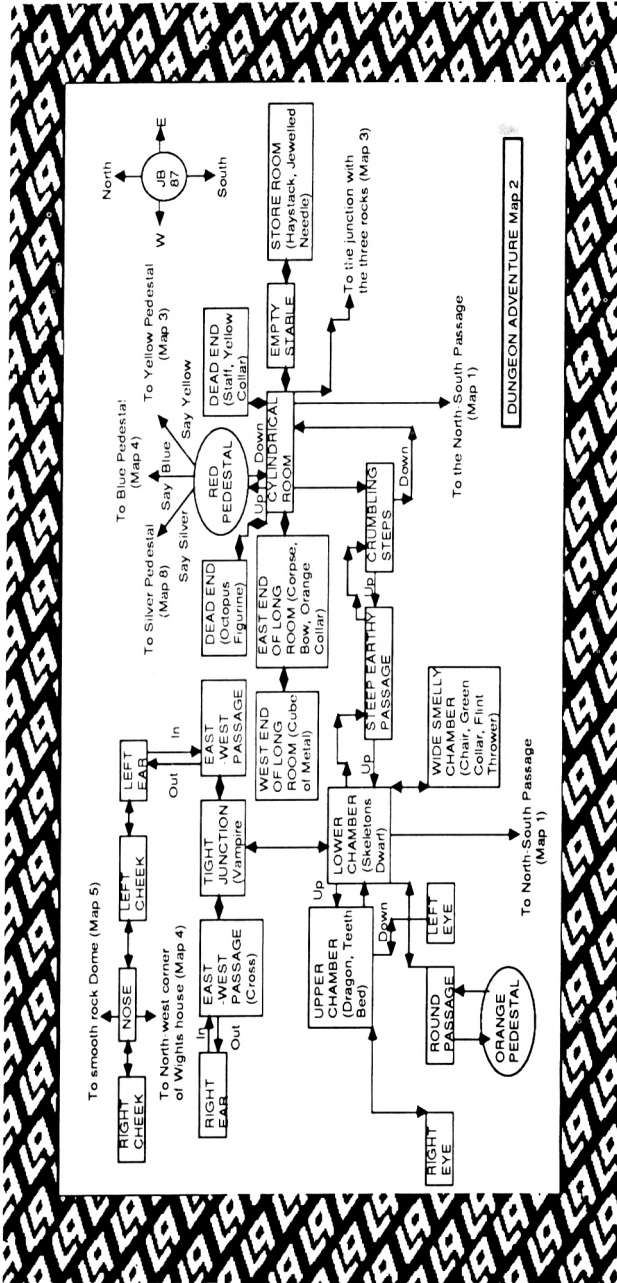 DUNGEON ADVENTURE Map 2
North
W
E
JB
87
South
To smooth rock Dome (Map 5)
RIGHT
CHEEK
NOSE
LEFT
CHEEK
LEFT
EAR
To North-west corner
of Wights house (Map 4)
In
Out
RIGHT
EAR
In
Out
EAST
-WEST
PASSAGE
(Cross)
TIGHT
JUNCTION
(Vampire)
EAST
-WEST
PASSAGE
To Silver Pedestal
(Map 8)
To Blue Pedestal
(Map 4)
To Yellow Pedestal
(Map 3)
Say Silver
Say Blue
Say Yellow
RED
PEDESTAL
DEAD END
(Octopus
Figurine)
Up
Down
DEAD END
(Staff, Yellow
Collar)
WEST END
OF LONG
ROOM (Cube
of Metal)
EAST END
OF LONG
ROOM (Corpse,
Bow, Orange
Collar)
CYLINDRICAL
ROOM
EMPTY
STABLE
STORE ROOM
(Haystack, Jewelled
Needle)
To the junction with
the three rocks (Map 3)
UPPER
CHAMBER
(Dragon, Teeth
Bed)
Up
Down
LOWER
CHAMBER
(Skeletons
Dwarf)
Up
STEEP EARTHY
PASSAGE
Up
CRUMBLING
STEPS
Down
To the North-South Passage
(Map 1)
RIGHT
EYE
ROUND
PASSAGE
LEFT
EYE
ORANGE
PEDESTAL
WIDE SMELLY
CHAMBER
(Chair, Green
Collar, Flint
Thrower)
To North-South Passage
(Map 1)